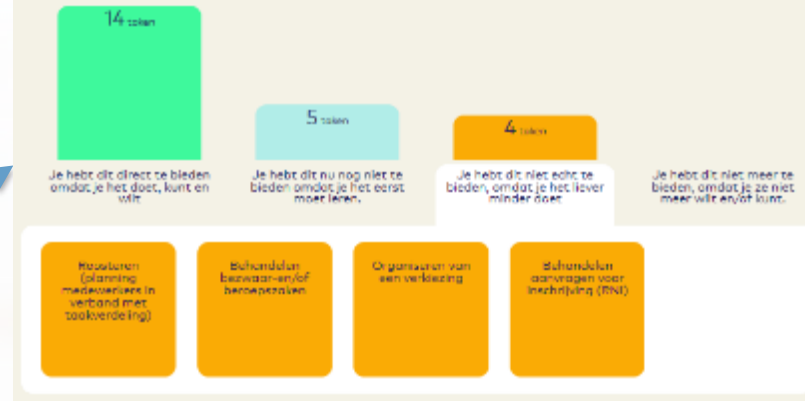 14 token
5 token
4 token
Je hebt dit direct te bieden
omdat je het doet, kunt en
wilt
Je hebt dit nu nog niet te
bieden omdat je het eerst
moet leren.
Je hebt dit niet echt te
bieden, omdat je het liever
minder doet
Je hebt dit niet meer te
bieden, omdat je ze niet
meer wilt en/of kunt.
Roosteren
(planning
medewerkers in
verband met
taakverdeling)
Behandelen
bezwaar-en/of
beroepszaken
Organiseren van
een verkiezing
Behandelen
aanvragen voor
inschrijving (RNI)